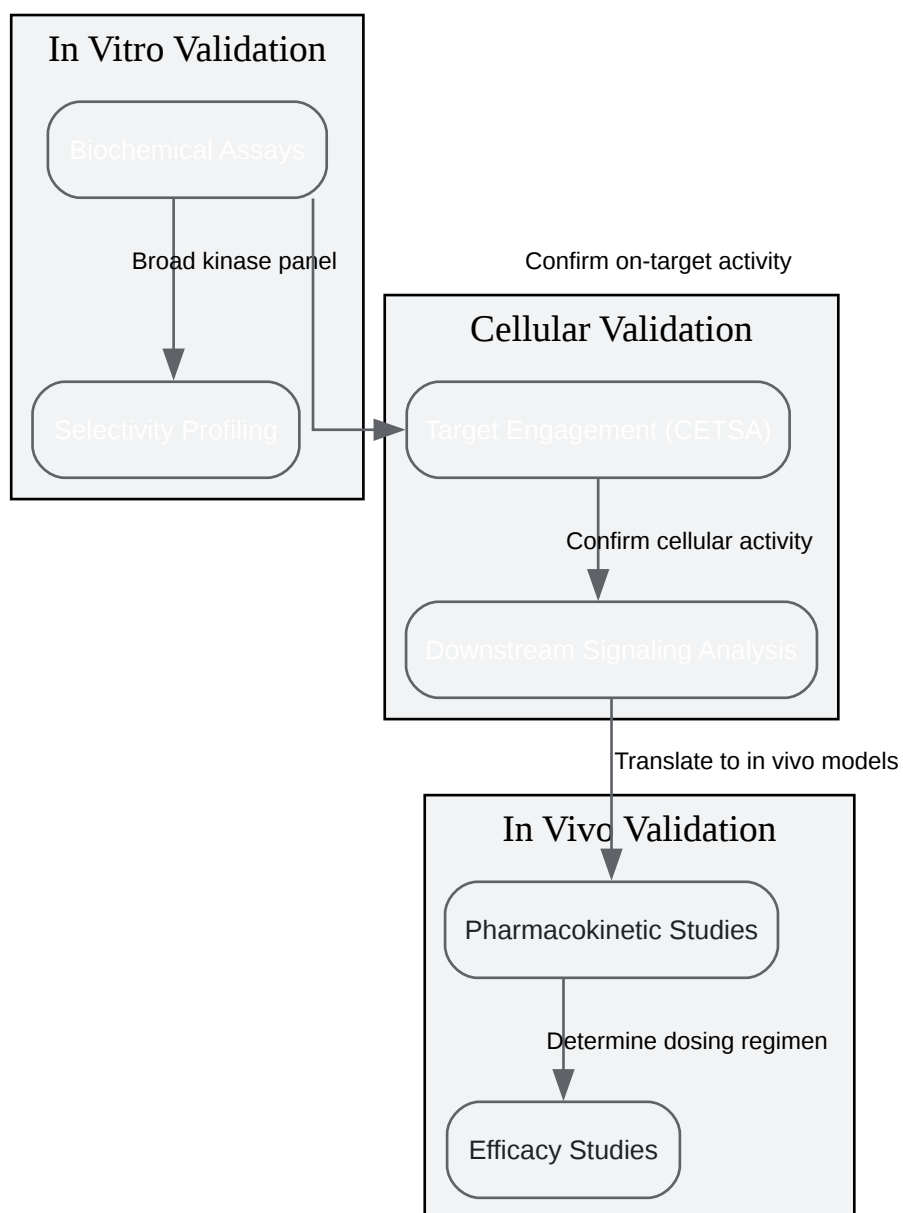 In Vitro Validation
Biochemical Assays
Broad kinase panel
Selectivity Profiling
Confirm on-target activity
Cellular Validation
Target Engagement (CETSA)
Confirm cellular activity
Downstream Signaling Analysis
Translate to in vivo models
In Vivo Validation
Pharmacokinetic Studies
Determine dosing regimen
Efficacy Studies